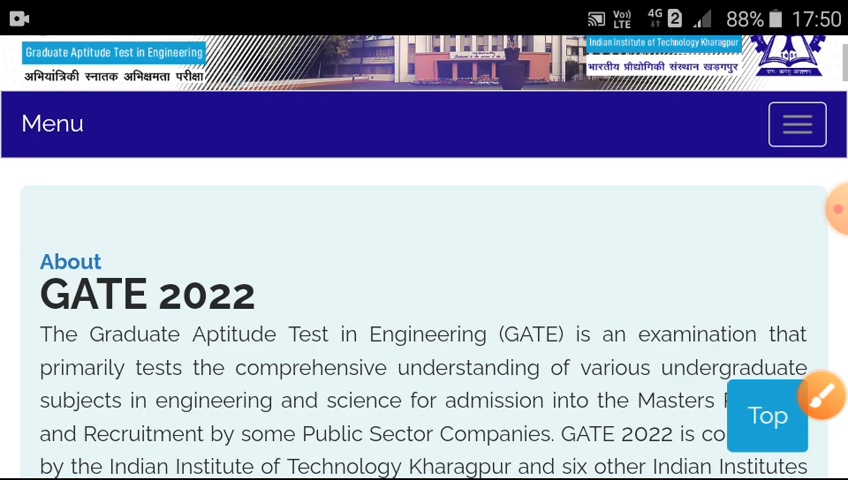 Vo))
LTE
4G
2
88%
17:50
Graduate Aptitude Test in Engineering
अभियांत्रिकी स्नातक अभिक्षमता परीक्षा
Indian Institute of Technology Kharagpur
भारतीय प्रौद्योगिकी संस्थान खड़गपुर
Menu
About
GATE 2022
The Graduate Aptitude Test in Engineering (GATE) is an examination that
primarily tests the comprehensive understanding of various undergraduate
subjects in engineering and science for admission into the Masters
and Recruitment by some Public Sector Companies. GATE 2022 is
by the Indian Institute of Technology Kharagpur and six other Indian Institutes
Top